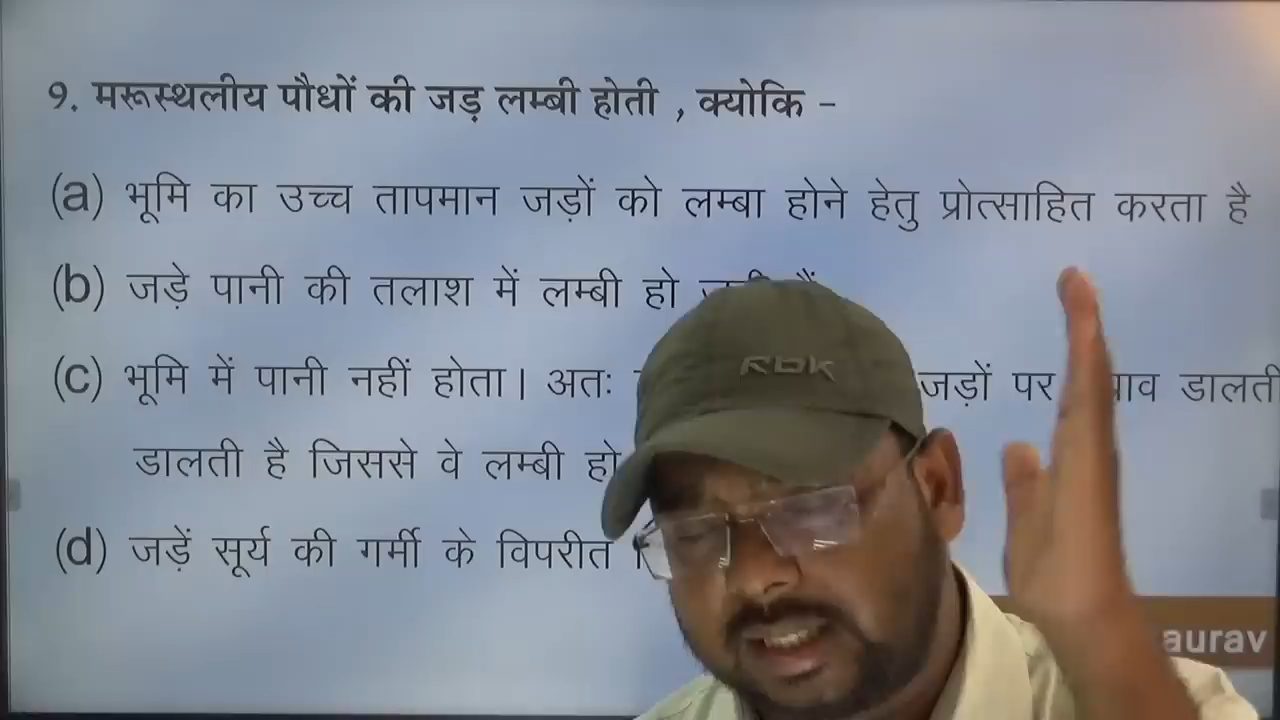 9. मरूस्थलीय पौधों की जड़ लम्बी होती , क्योकि –
(a) भूमि का उच्च तापमान जड़ों को लम्बा होने हेतु प्रोत्साहित करता है
(b) जड़े पानी की तलाश में लम्बी हो
(c) भूमि में पानी नहीं होता। अतः जड़ों पर डालती
डालती है जिससे वे लम्बी हो
(d) जड़ें सूर्य की गर्मी के विपरीत
Rbk
aurav